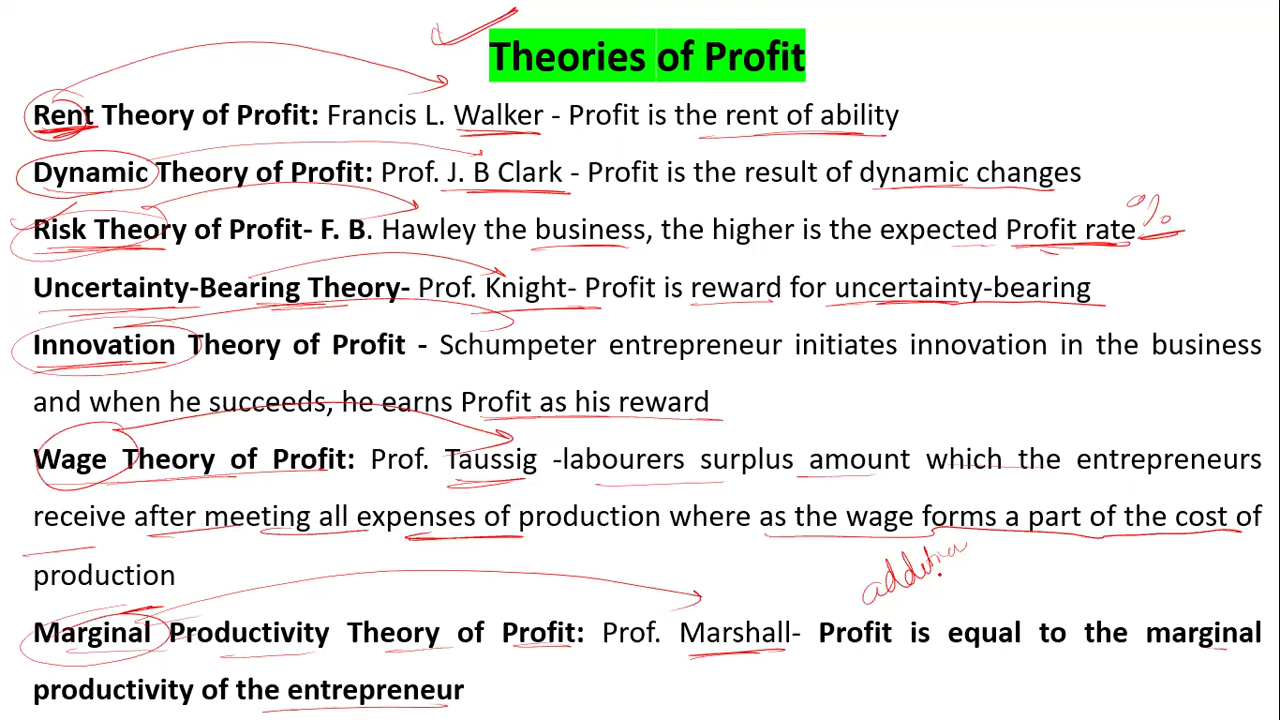 Theories of Profit
Rent Theory of Profit: Francis L. Walker - Profit is the rent of ability
Dynamic Theory of Profit: Prof. J. B Clark - Profit is the result of dynamic changes
Risk Theory of Profit- F. B. Hawley the business, the higher is the expected Profit rate %
Uncertainty-Bearing Theory- Prof. Knight- Profit is reward for uncertainty-bearing
Innovation Theory of Profit - Schumpeter entrepreneur initiates innovation in the business
and when he succeeds, he earns Profit as his reward
Wage Theory of Profit: Prof. Taussig -labourers surplus amount which the entrepreneurs
receive after meeting all expenses of production where as the wage forms a part of the cost of
production
Marginal Productivity Theory of Profit: Prof. Marshall- Profit is equal to the marginal
productivity of the entrepreneur